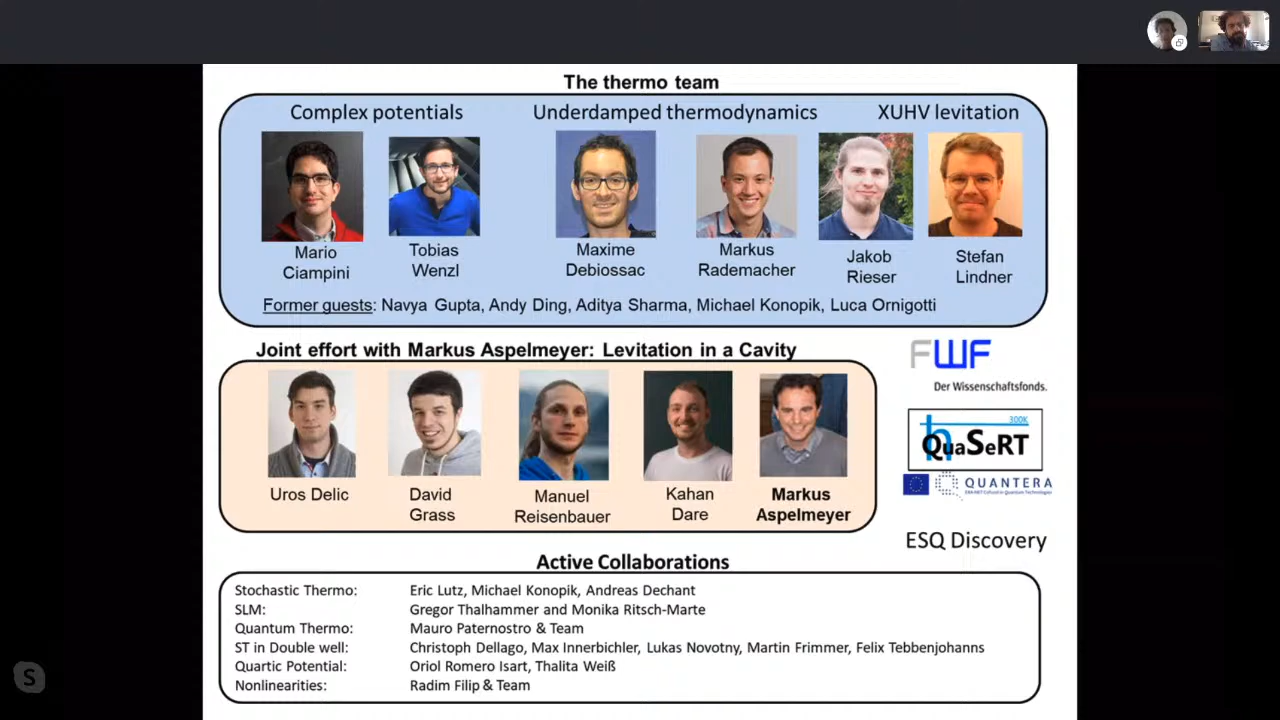 The thermo team
Complex potentials
Underdamped thermodynamics
XUHV levitation
Mario
Ciampini
Tobias
Wenzl
Maxime
Debiossac
Markus
Rademacher
Jakob
Rieser
Stefan
Lindner
Former guests: Navya Gupta, Andy Ding, Aditya Sharma, Michael Konopik, Luca Ornigotti
Joint effort with Markus Aspelmeyer: Levitation in a Cavity
Uros Delic
David
Grass
Manuel
Reisenbauer
Kahan
Dare
Markus
Aspelmeyer
FWF
Der Wissenschaftsfonds.
300K
QuaSeRT
QUANTERA
ESQ Discovery
Active Collaborations
Stochastic Thermo: Eric Lutz, Michael Konopik, Andreas Dechant
SLM: Gregor Thalhammer and Monika Ritsch-Marte
Quantum Thermo: Mauro Paternostro & Team
ST in Double well: Christoph Dellago, Max Innerbichler, Lukas Novotny, Martin Frimmer, Felix Tebbenjohanns
Quartic Potential: Oriol Romero Isart, Thalita Weiß
Nonlinearities: Radim Filip & Team
S